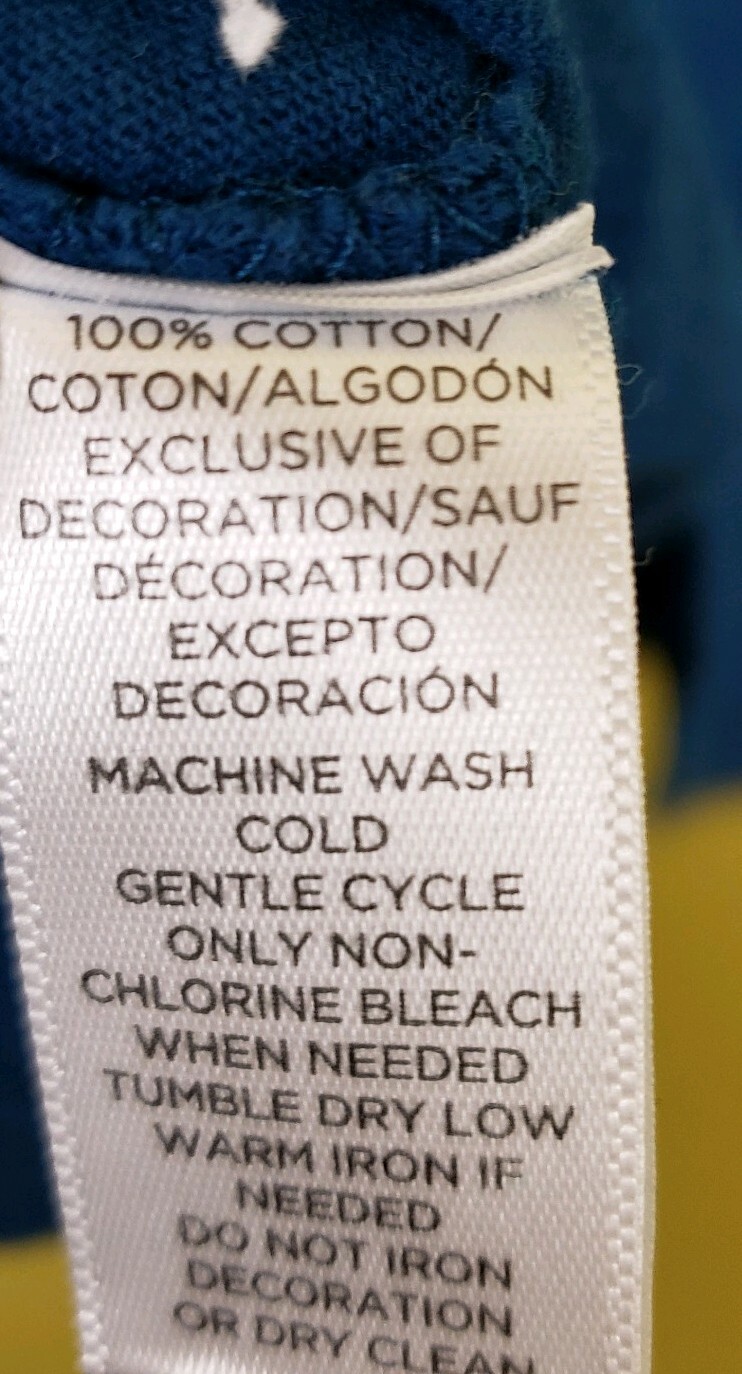 100% COTTON/
COTON/ALGODÓN
EXCLUSIVE OF
DECORATION/SAUF
DÉCORATION/
EXCEPTO
DECORACIÓN
MACHINE WASH
COLD
GENTLE CYCLE
ONLY NON-
CHLORINE BLEACH
WHEN NEEDED
TUMBLE DRY LOW
WARM IRON IF
NEEDED
DO NOT IRON
DECORATION
OR DRY CLEAN